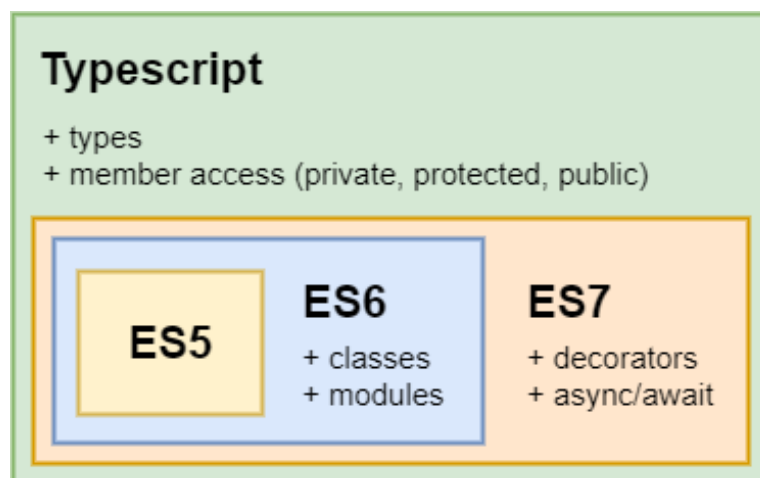 Typescript
+ types
+ member access (private, protected, public)
ES5
ES6
+ classes
+ modules
ES7
+ decorators
+ async/await